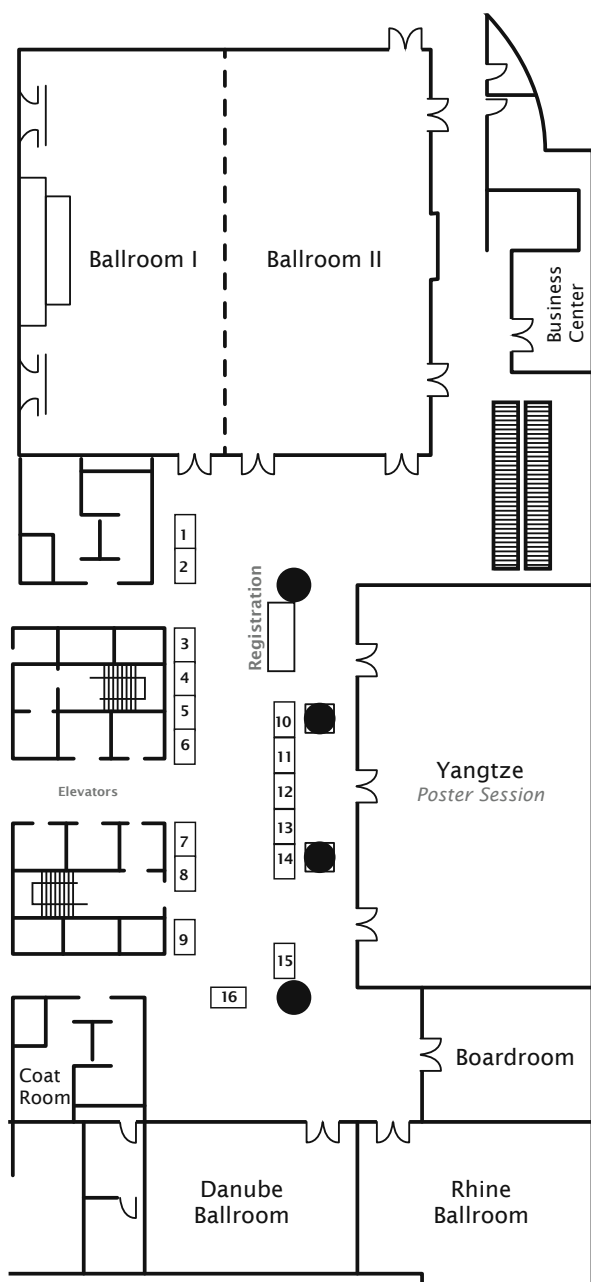 Ballroom I
Ballroom II
Business
Center
1
2
Registration
3
4
5
6
10
11
12
13
14
Yangtze
Poster Session
Elevators
7
8
9
15
16
Boardroom
Coat
Room
Danube
Ballroom
Rhine
Ballroom